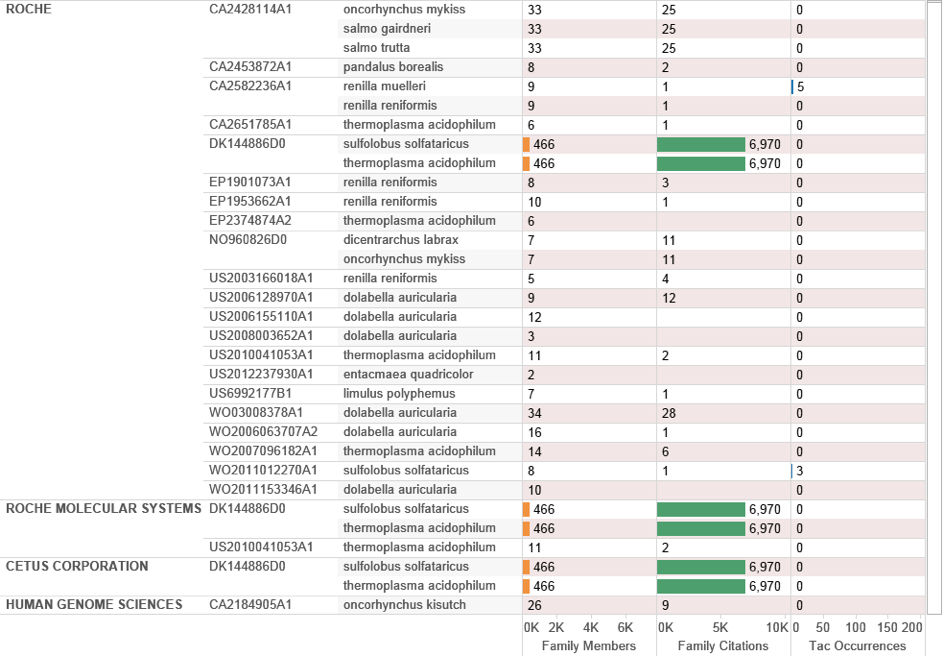 ROCHE CA2428114A1 oncorhynchus mykiss 33 25 0
salmo gairdneri 33 25 0
salmo trutta 33 25 0
CA2453872A1 pandalus borealis 8 2 0
CA2582236A1 renilla muelleri 9 1 5
renilla reniformis 9 1 0
CA2651785A1 thermoplasma acidophilum 6 1 0
DK144886D0 sulfolobus solfataricus 466 6,970 0
thermoplasma acidophilum 466 6,970 0
EP1901073A1 renilla reniformis 8 3 0
EP1953662A1 renilla reniformis 10 1 0
EP2374874A2 thermoplasma acidophilum 6 0
NO960826D0 dicentrarchus labrax 7 11 0
oncorhynchus mykiss 7 11 0
US2003166018A1 renilla reniformis 5 4 0
US2006128970A1 dolabella auricularia 9 12 0
US2006155110A1 dolabella auricularia 12 0
US2008003652A1 dolabella auricularia 3 0
US2010041053A1 thermoplasma acidophilum 11 2 0
US2012237930A1 entacmaea quadricolor 2 0
US6992177B1 limulus polyphemus 7 1 0
WO03008378A1 dolabella auricularia 34 28 0
WO2006063707A2 dolabella auricularia 16 1 0
WO2007096182A1 thermoplasma acidophilum 14 6 0
WO2011012270A1 sulfolobus solfataricus 8 1 3
WO2011153346A1 dolabella auricularia 10 0
ROCHE MOLECULAR SYSTEMS DK144886D0 sulfolobus solfataricus 466 6,970 0
thermoplasma acidophilum 466 6,970 0
US2010041053A1 thermoplasma acidophilum 11 2 0
CETUS CORPORATION DK144886D0 sulfolobus solfataricus 466 6,970 0
thermoplasma acidophilum 466 6,970 0
HUMAN GENOME SCIENCES CA2184905A1 oncorhynchus kisutch 26 9 0
0K 2K 4K 6K 0K 5K 10K 0 50 100 150 200
Family Members Family Citations Tac Occurrences